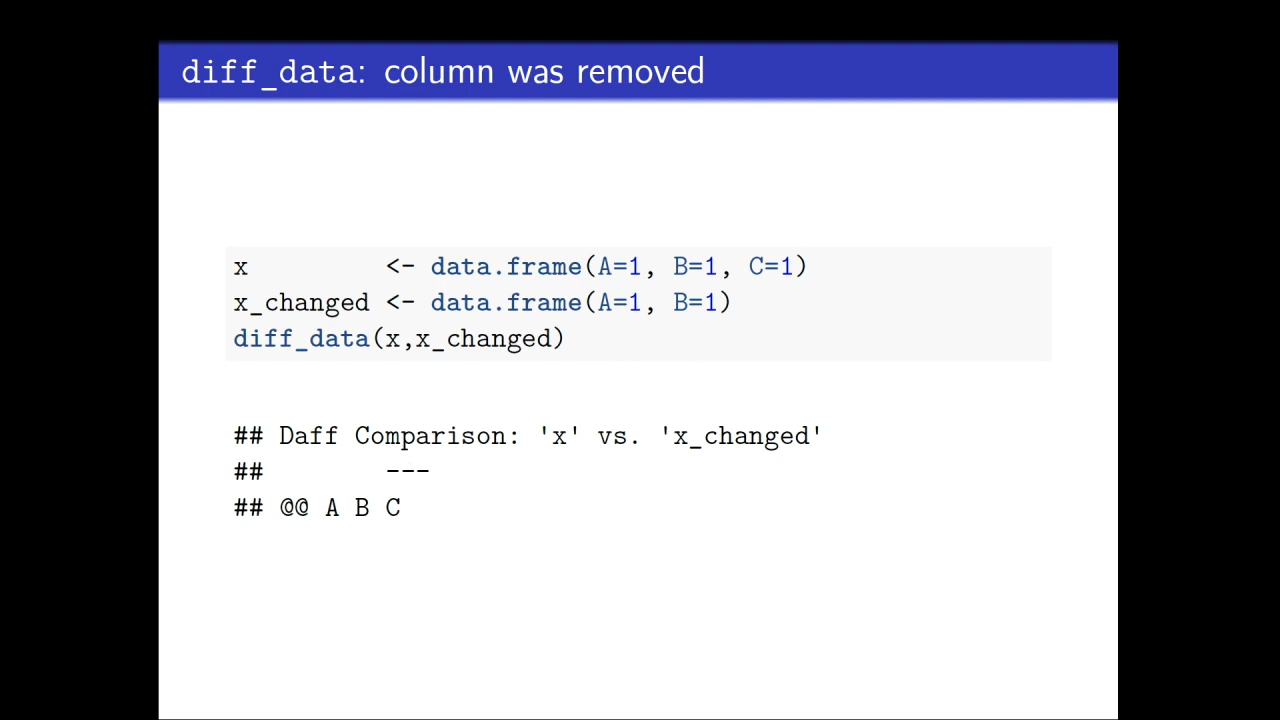 diff_data: column was removed
x         <- data.frame(A=1, B=1, C=1)
x_changed <- data.frame(A=1, B=1)
diff_data(x,x_changed)
## Daff Comparison: 'x' vs. 'x_changed'
##        ---
## @@ A B C